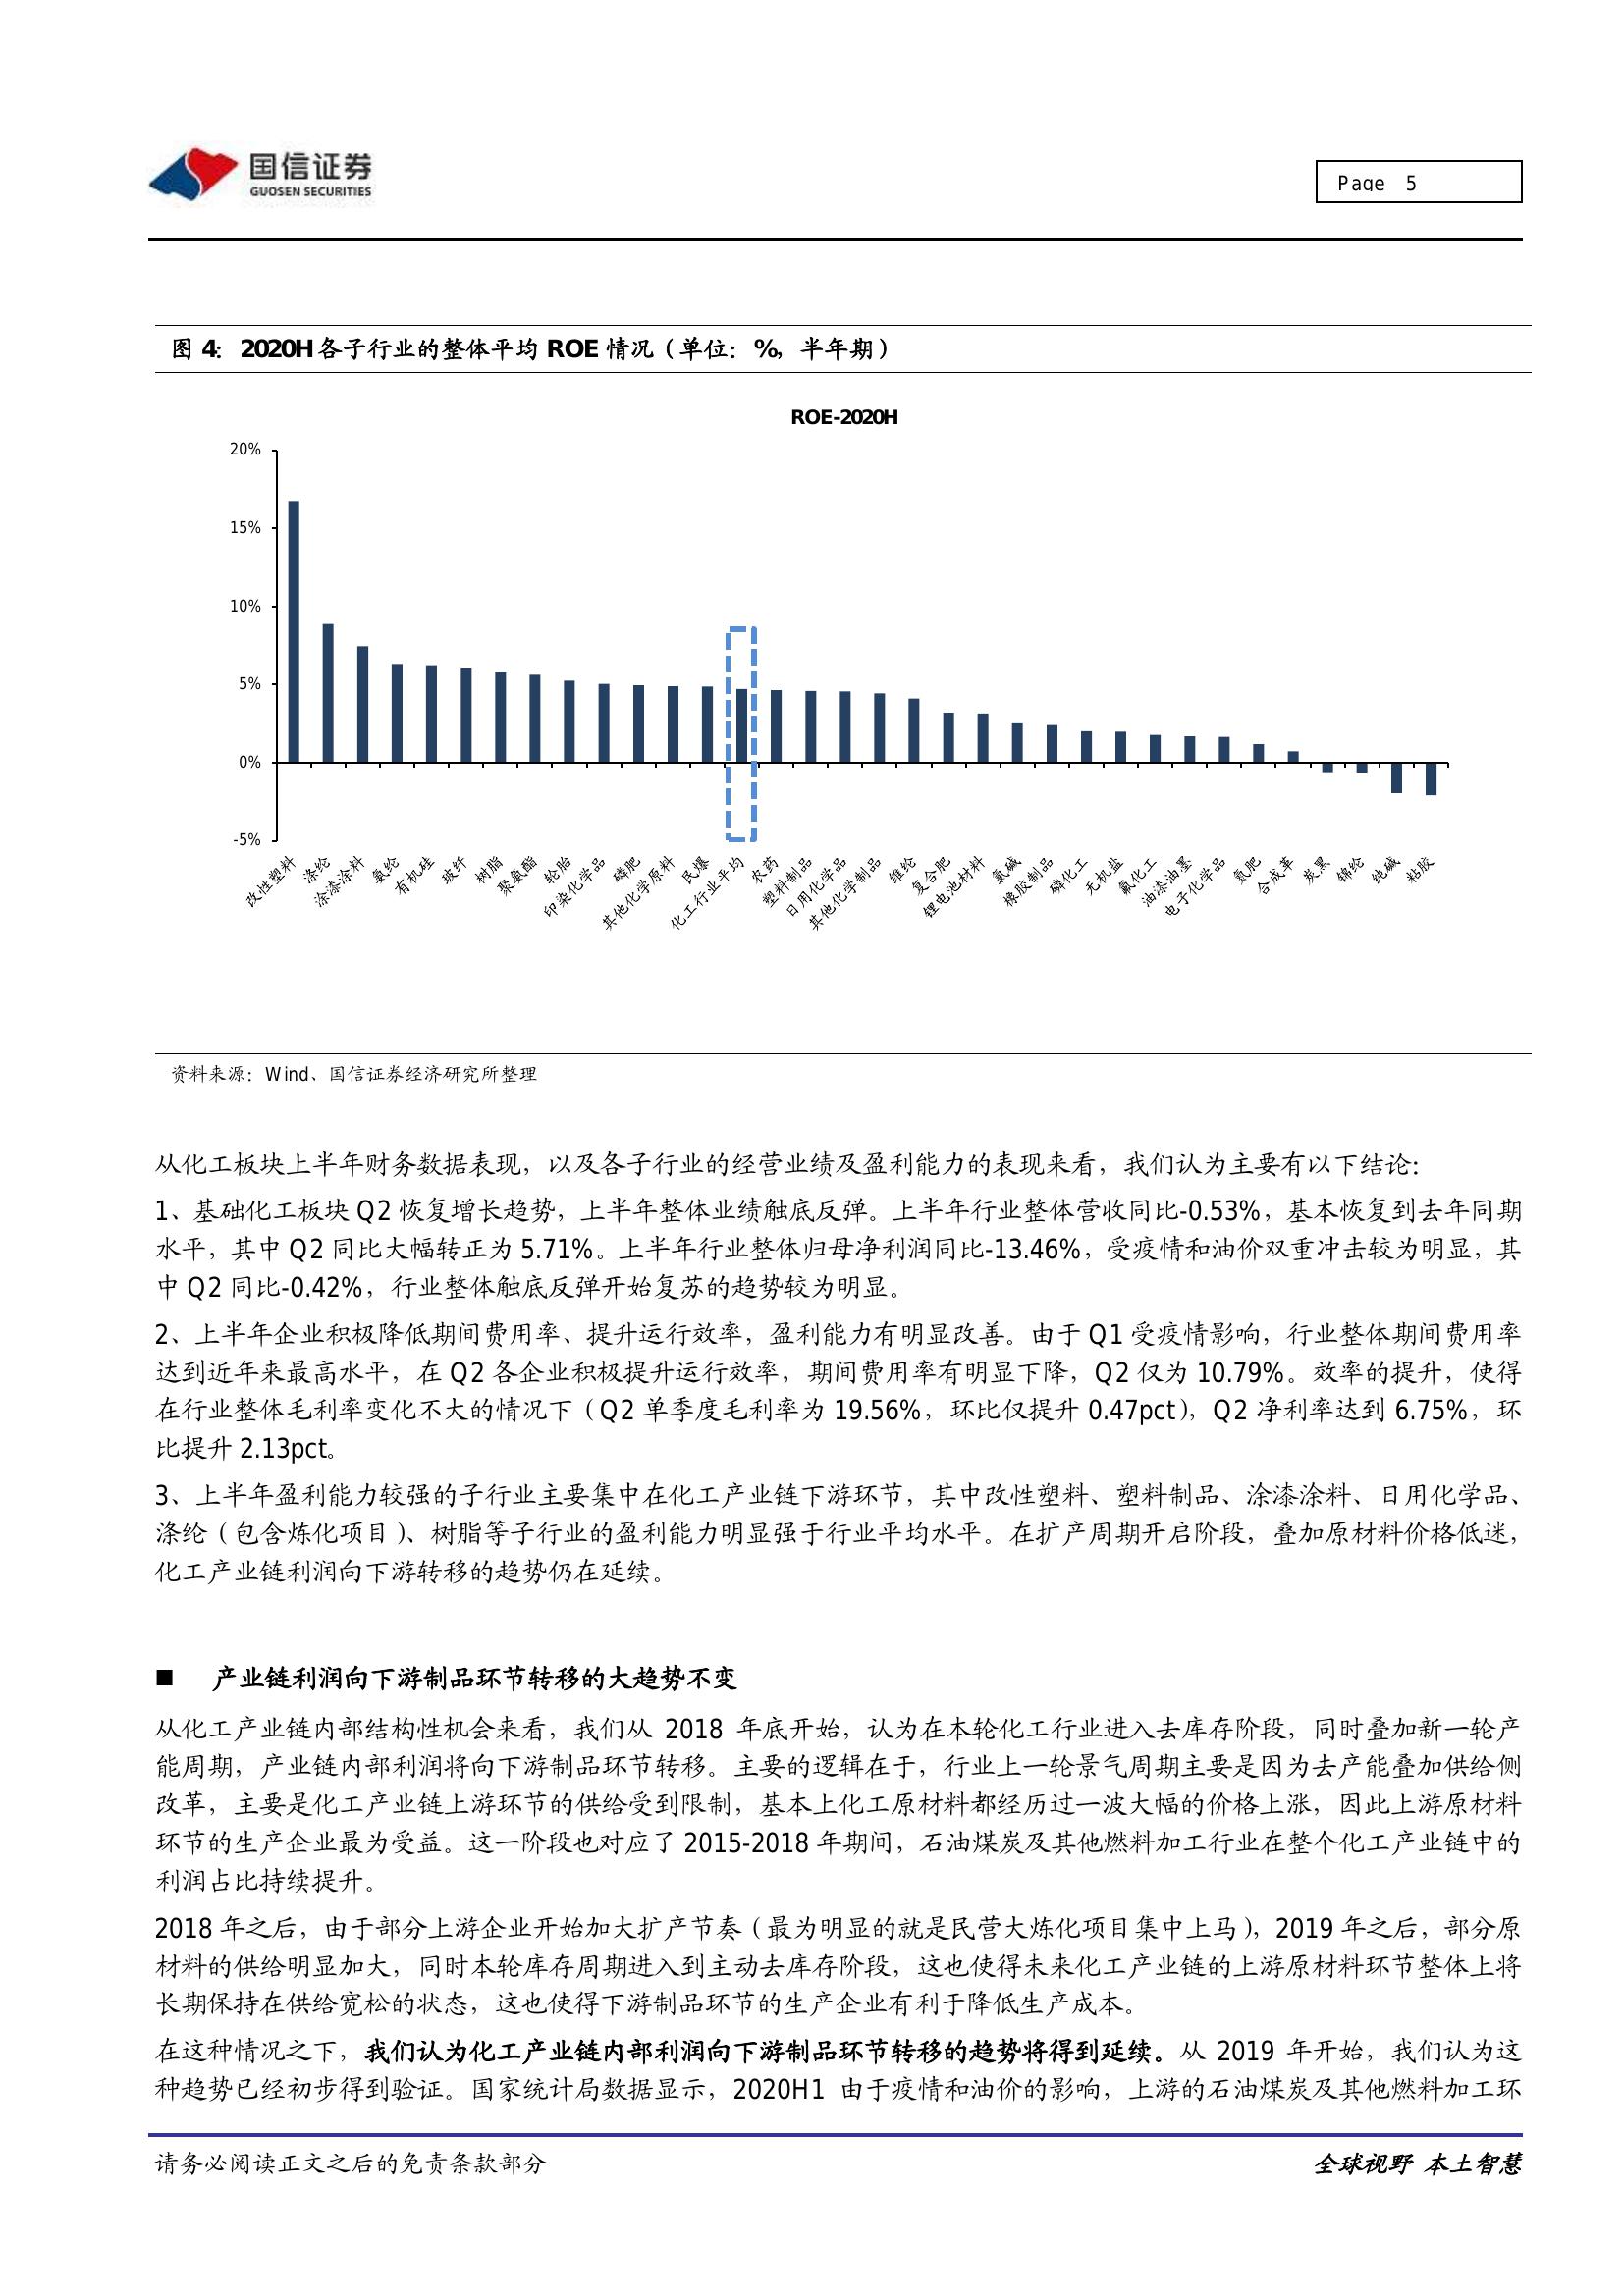 国信证券
GUOSEN SECURITIES
Page 5
图 4：2020H 各子行业的整体平均 ROE 情况（单位：%，半年期）
ROE-2020H
20%
15%
10%
5%
0%
-5%
改性塑料
涤纶
涂漆涂料
氨纶
有机硅
玻纤
树脂
聚氨酯
轮胎
印染化学品
磷肥
其他化学原料
民爆
化工行业平均
农药
塑料制品
日用化学品
其他化学制品
维纶
复合肥
锂电池材料
氯碱
橡胶制品
磷化工
无机盐
氟化工
油漆油墨
电子化学品
氮肥
合成革
炭黑
锦纶
纯碱
粘胶
资料来源：Wind、国信证券经济研究所整理
从化工板块上半年财务数据表现，以及各子行业的经营业绩及盈利能力的表现来看，我们认为主要有以下结论：
1、基础化工板块 Q2 恢复增长趋势，上半年整体业绩触底反弹。上半年行业整体营收同比-0.53%，基本恢复到去年同期
水平，其中 Q2 同比大幅转正为 5.71%。上半年行业整体归母净利润同比-13.46%，受疫情和油价双重冲击较为明显，其
中 Q2 同比-0.42%，行业整体触底反弹开始复苏的趋势较为明显。
2、上半年企业积极降低期间费用率、提升运行效率，盈利能力有明显改善。由于 Q1 受疫情影响，行业整体期间费用率
达到近年来最高水平，在 Q2 各企业积极提升运行效率，期间费用率有明显下降，Q2 仅为 10.79%。效率的提升，使得
在行业整体毛利率变化不大的情况下（Q2 单季度毛利率为 19.56%，环比仅提升 0.47pct），Q2 净利率达到 6.75%，环
比提升 2.13pct。
3、上半年盈利能力较强的子行业主要集中在化工产业链下游环节，其中改性塑料、塑料制品、涂漆涂料、日用化学品、
涤纶（包含炼化项目）、树脂等子行业的盈利能力明显强于行业平均水平。在扩产周期开启阶段，叠加原材料价格低迷，
化工产业链利润向下游转移的趋势仍在延续。
■ 产业链利润向下游制品环节转移的大趋势不变
从化工产业链内部结构性机会来看，我们从 2018 年底开始，认为在本轮化工行业进入去库存阶段，同时叠加新一轮产
能周期，产业链内部利润将向下游制品环节转移。主要的逻辑在于，行业上一轮景气周期主要是因为去产能叠加供给侧
改革，主要是化工产业链上游环节的供给受到限制，基本上化工原材料都经历过一波大幅的价格上涨，因此上游原材料
环节的生产企业最为受益。这一阶段也对应了 2015-2018 年期间，石油煤炭及其他燃料加工行业在整个化工产业链中的
利润占比持续提升。
2018 年之后，由于部分上游企业开始加大扩产节奏（最为明显的就是民营大炼化项目集中上马），2019 年之后，部分原
材料的供给明显加大，同时本轮库存周期进入到主动去库存阶段，这也使得未来化工产业链的上游原材料环节整体上将
长期保持在供给宽松的状态，这也使得下游制品环节的生产企业有利于降低生产成本。
在这种情况之下，我们认为化工产业链内部利润向下游制品环节转移的趋势将得到延续。从 2019 年开始，我们认为这
种趋势已经初步得到验证。国家统计局数据显示，2020H1 由于疫情和油价的影响，上游的石油煤炭及其他燃料加工环
请务必阅读正文之后的免责条款部分
全球视野 本土智慧